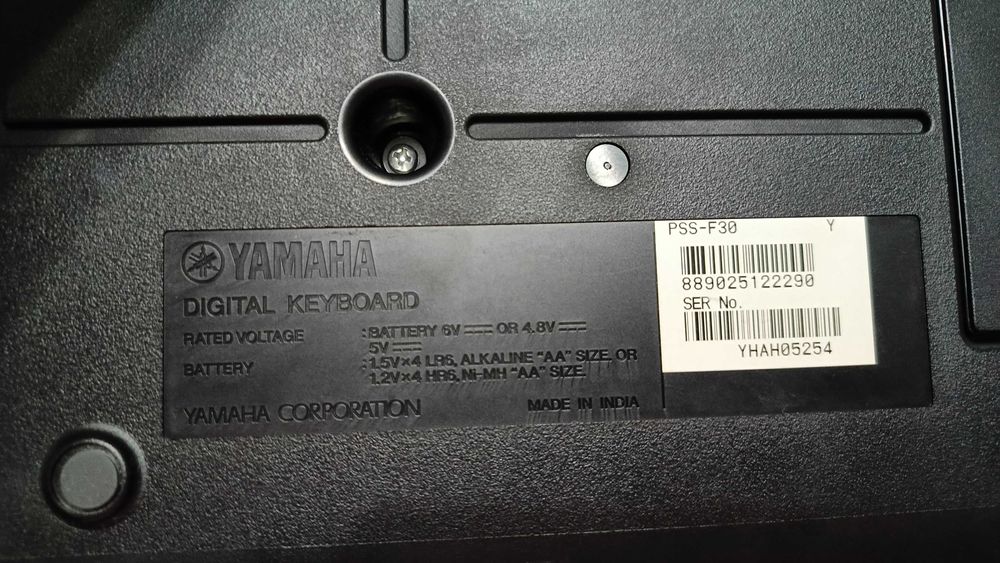 YAMAHA
DIGITAL KEYBOARD
RATED VOLTAGE : BATTERY 6V ⎓ OR 4.8V ⎓
5V ⎓
BATTERY : 1.5V×4 LR6, ALKALINE “AA” SIZE, OR
1.2V×4 HR6, Ni-MH “AA” SIZE
YAMAHA CORPORATION MADE IN INDIA
PSS-F30 Y
889025122290
SER No.
YHAH05254